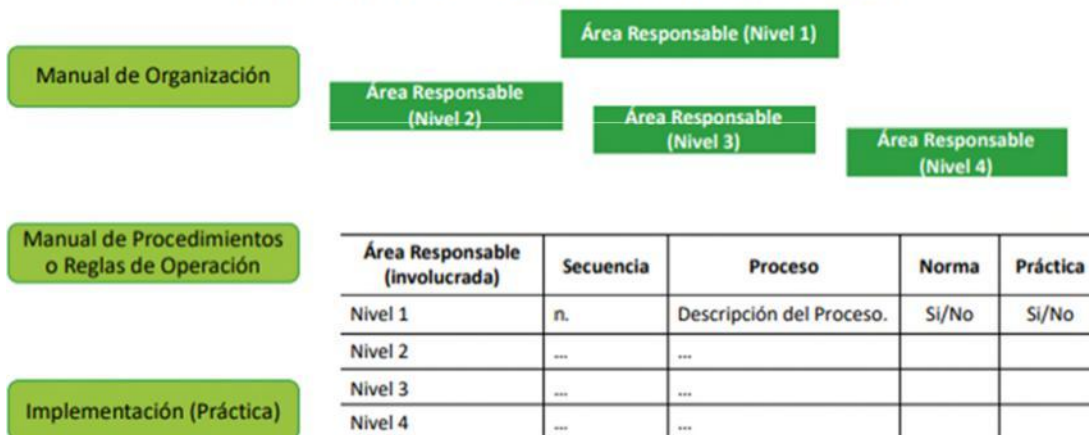 Área Responsable (Nivel 1)
Manual de Organización
Área Responsable
(Nivel 2)
Área Responsable
(Nivel 3)
Área Responsable
(Nivel 4)
Manual de Procedimientos
o Reglas de Operación
Área Responsable
(involucrada)
Secuencia
Proceso
Norma
Práctica
Nivel 1 n. Descripción del Proceso. Si/No Si/No
Nivel 2 ... ...
Nivel 3 ... ...
Implementación (Práctica)
Nivel 4 ... ...